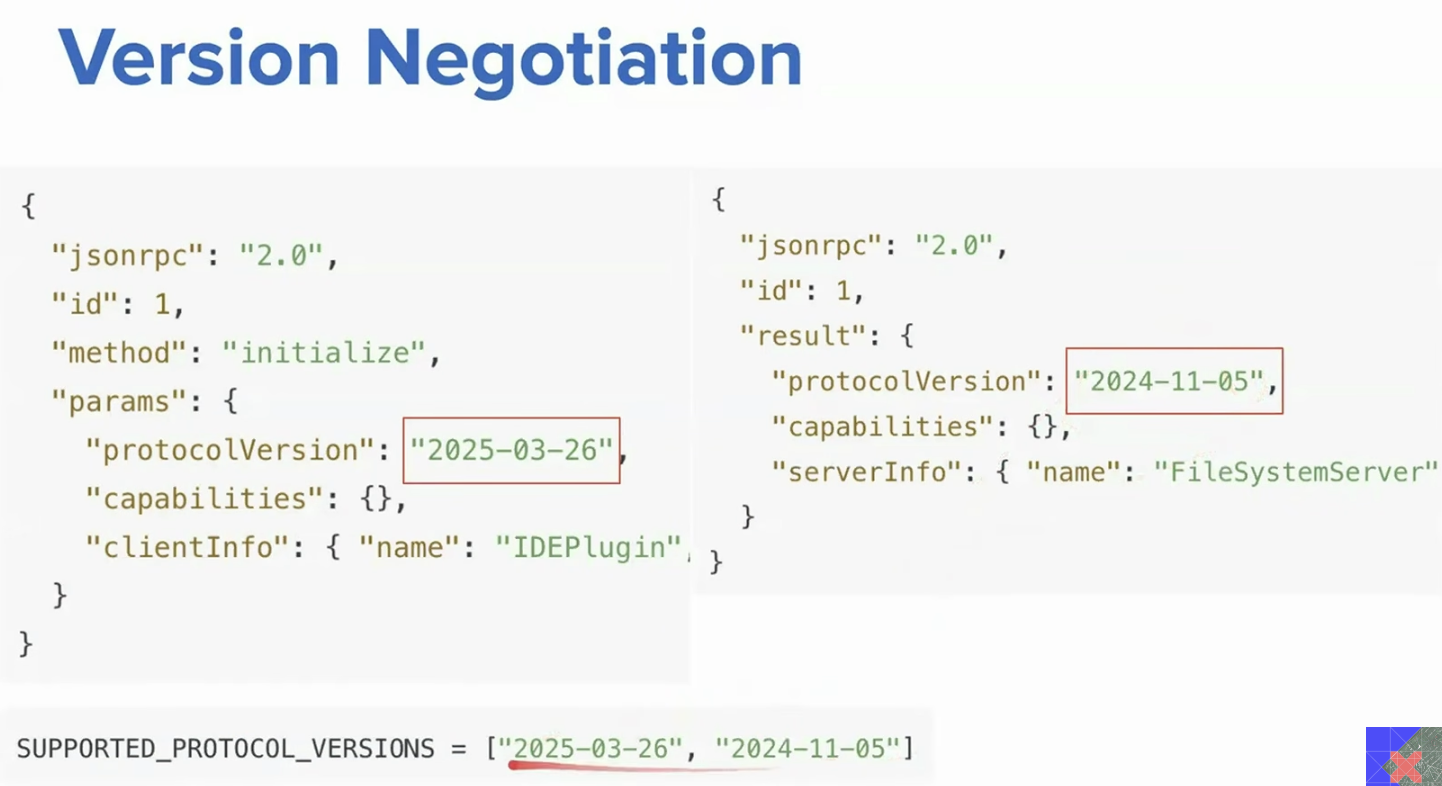 Version Negotiation
{
"jsonrpc": "2.0",
"id": 1,
"method": "initialize",
"params": {
"protocolVersion": "2025-03-26",
"capabilities": {},
"clientInfo": { "name": "IDEPlugin",
}
}
{
"jsonrpc": "2.0",
"id": 1,
"result": {
"protocolVersion": "2024-11-05",
"capabilities": {},
"serverInfo": { "name": "FileSystemServer"
}
}
SUPPORTED_PROTOCOL_VERSIONS = ["2025-03-26", "2024-11-05"]